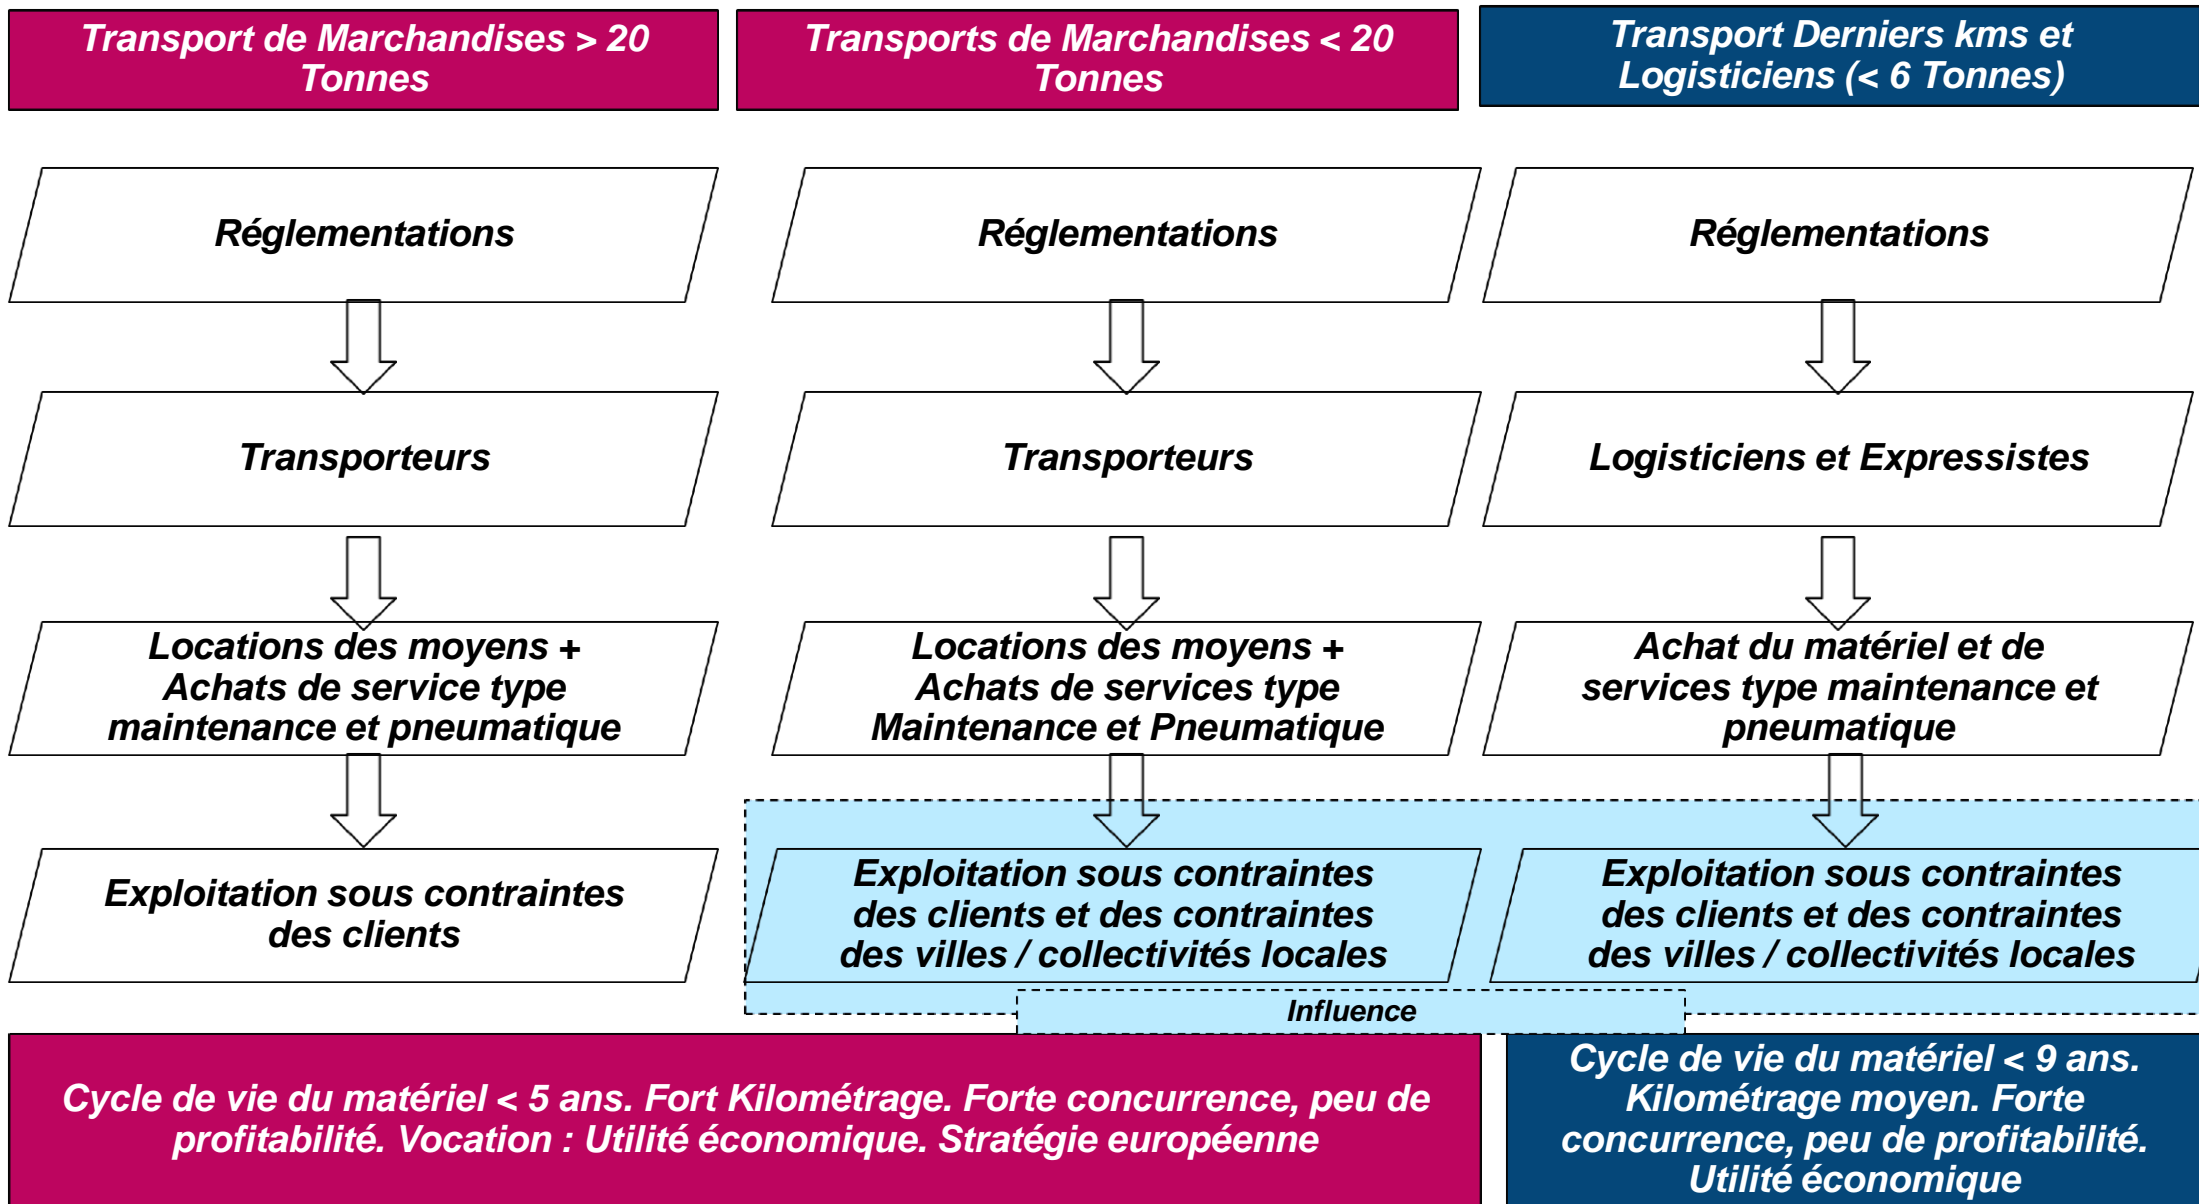 Transport de Marchandises > 20
Tonnes
Transports de Marchandises < 20
Tonnes
Transport Derniers kms et
Logisticiens (< 6 Tonnes)
Réglementations
Réglementations
Réglementations
Transporteurs
Transporteurs
Logisticiens et Expressistes
Locations des moyens +
Achats de service type
maintenance et pneumatique
Locations des moyens +
Achats de services type
Maintenance et Pneumatique
Achat du matériel et de
services type maintenance et
pneumatique
Exploitation sous contraintes
des clients
Exploitation sous contraintes
des clients et des contraintes
des villes / collectivités locales
Exploitation sous contraintes
des clients et des contraintes
des villes / collectivités locales
Influence
Cycle de vie du matériel < 5 ans. Fort Kilométrage. Forte concurrence, peu de
profitabilité. Vocation : Utilité économique. Stratégie européenne
Cycle de vie du matériel < 9 ans.
Kilométrage moyen. Forte
concurrence, peu de profitabilité.
Utilité économique